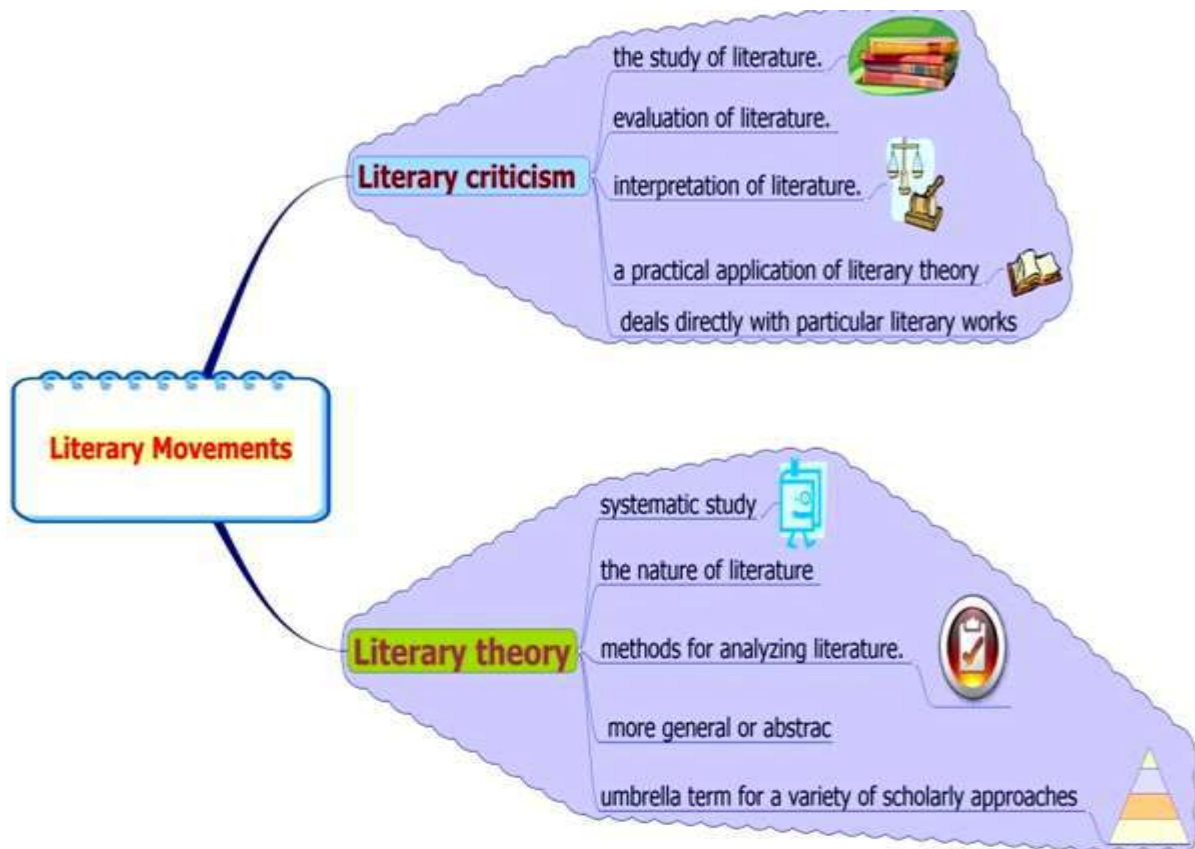 the study of literature.
evaluation of literature.
Literary criticism
interpretation of literature.
a practical application of literary theory
deals directly with particular literary works
Literary Movements
systematic study
the nature of literature
Literary theory
methods for analyzing literature.
more general or abstrac
umbrella term for a variety of scholarly approaches